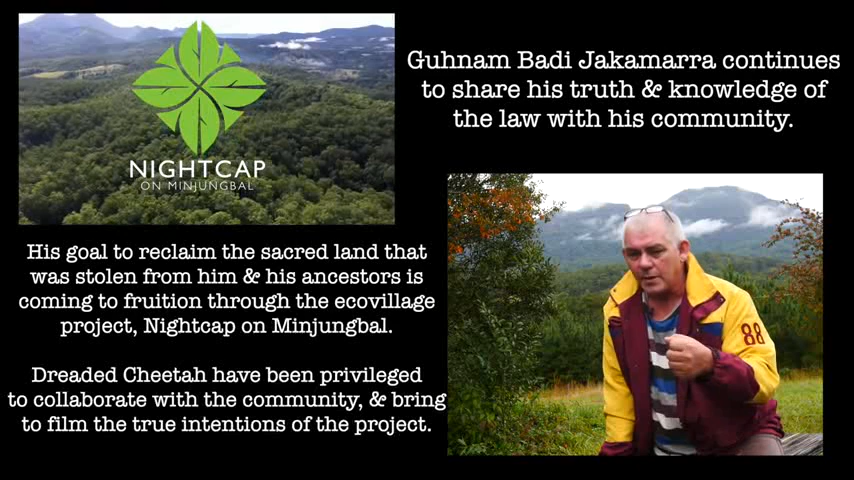 NIGHTCAP
ON MINJUNGBAL
Guhnam Badi Jakamarra continues
to share his truth & knowledge of
the law with his community.
His goal to reclaim the sacred land that
was stolen from him & his ancestors is
coming to fruition through the ecovillage
project, Nightcap on Minjungbal.
Dreaded Cheetah have been privileged
to collaborate with the community, & bring
to film the true intentions of the project.
88